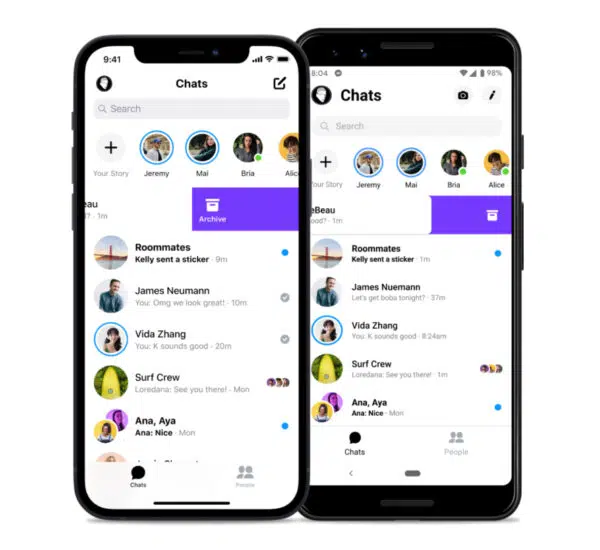 9:41
Chats
Search
Your Story
Jeremy
Mai
Bria
Alice
eau
? · 1m
Archive
Roommates
Kelly sent a sticker · 9m
James Neumann
You: Omg we look great! · 10m
Vida Zhang
You: K sounds good · 20m
Surf Crew
Loredana: See you there! · Mon
Ana, Aya
Ana: Nice · Mon
Chats
People
8:04
98%
Chats
Search
Your Story
Jeremy
Mai
Bria
Alice
eBeau
ood? · 1m
Roommates
Kelly sent a sticker · 1m
James Nuemann
Let's get boba tonight? · 37m
Vida Zhang
You: K sounds good · 8:24am
Surf Crew
Loredana: See you there! · 1m
Ana, Aya
Ana: Nice · Mon
Chats
People